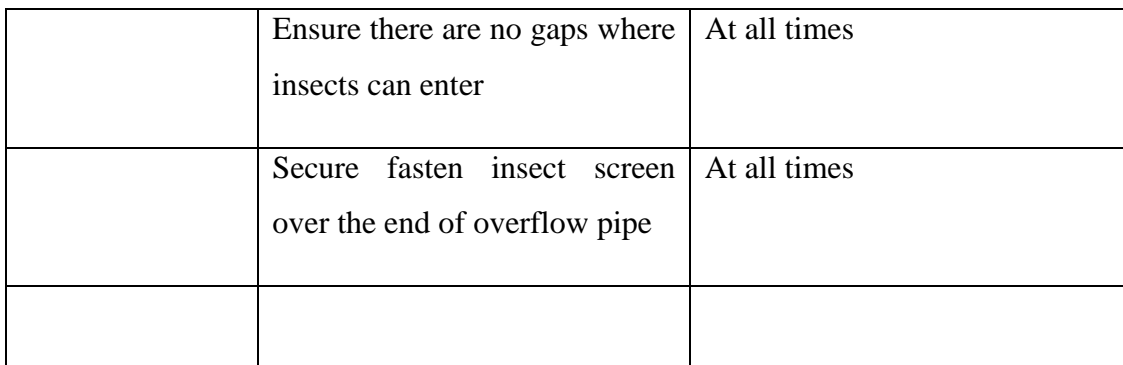 Ensure there are no gaps where
At all times
insects can enter
Secure fasten insect screen
At all times
over the end of overflow pipe